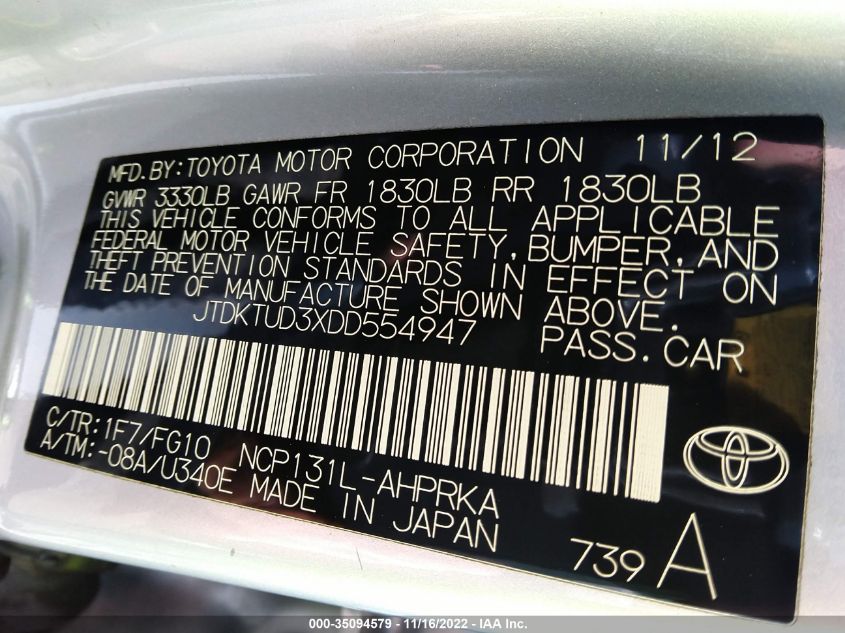 MFD.BY:TOYOTA MOTOR CORPORATION 11/12
GVWR 3330LB GAWR FR 1830LB RR 1830LB
THIS VEHICLE CONFORMS TO ALL APPLICABLE
FEDERAL MOTOR VEHICLE SAFETY,BUMPER,AND
THEFT PREVENTION STANDARDS IN EFFECT ON
THE DATE OF MANUFACTURE SHOWN ABOVE.
JTDKTUD3XDD554947 PASS.CAR
C/TR:1F7/FG10 NCP131L-AHPRKA
A/TM:-08A/U340E MADE IN JAPAN
739 A
000-35094579 - 11/16/2022 - IAA Inc.